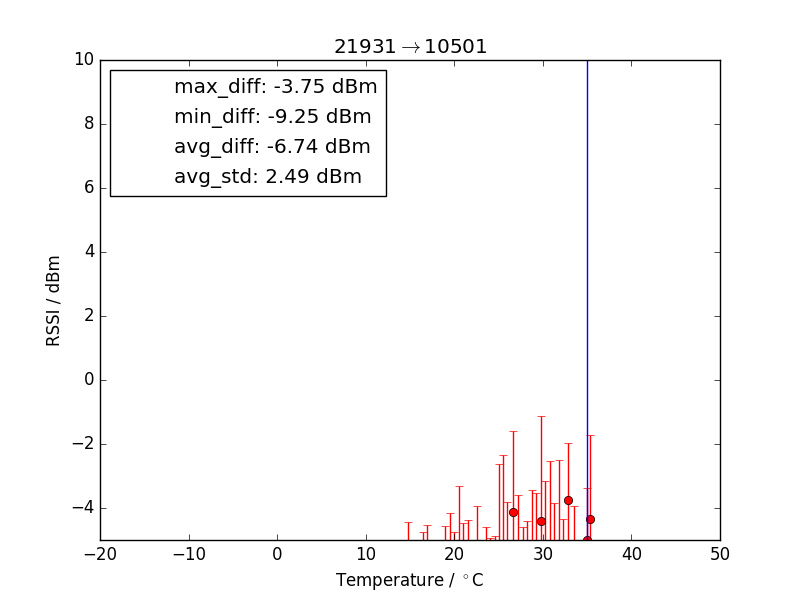 21931→10501
max_diff: -3.75 dBm
min_diff: -9.25 dBm
avg_diff: -6.74 dBm
avg_std: 2.49 dBm
10
8
6
4
2
0
−2
−4
RSSI / dBm
−20 −10 0 10 20 30 40 50
Temperature / °C